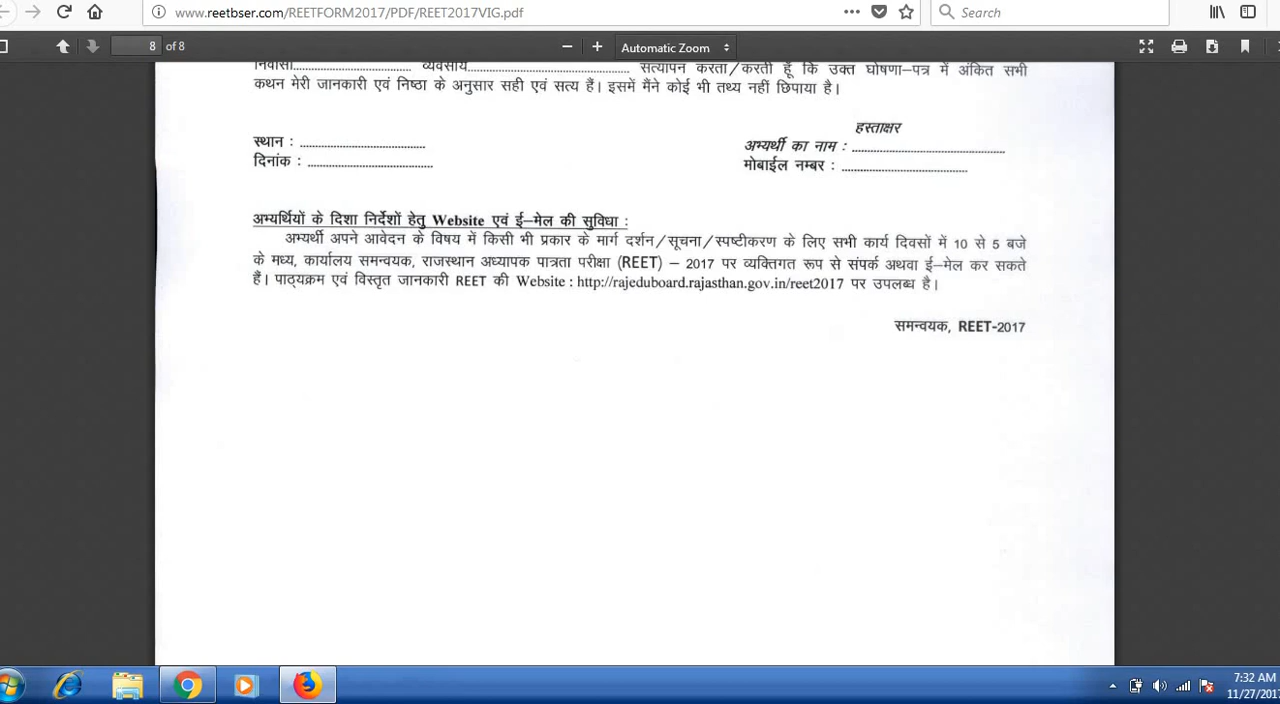 www.reetbser.com/REETFORM2017/PDF/REET2017VIG.pdf
Search
8 of 8
Automatic Zoom
निवासी............................ व्यवसाय...................................... सत्यापन करता/करती हूँ कि उक्त घोषणा–पत्र में अंकित सभी
कथन मेरी जानकारी एवं निष्ठा के अनुसार सही एवं सत्य हैं। इसमें मैंने कोई भी तथ्य नहीं छिपाया है।
हस्ताक्षर
स्थान : ..............................
अभ्यर्थी का नाम : .....................................
दिनांक : ..............................
मोबाईल नम्बर : ..............................
अभ्यर्थियों के दिशा निर्देशों हेतु Website एवं ई–मेल की सुविधा :
अभ्यर्थी अपने आवेदन के विषय में किसी भी प्रकार के मार्ग दर्शन/सूचना/स्पष्टीकरण के लिए सभी कार्य दिवसों में 10 से 5 बजे
के मध्य, कार्यालय समन्वयक, राजस्थान अध्यापक पात्रता परीक्षा (REET) – 2017 पर व्यक्तिगत रूप से संपर्क अथवा ई–मेल कर सकते
हैं। पाठ्यक्रम एवं विस्तृत जानकारी REET की Website : http://rajeduboard.rajasthan.gov.in/reet2017 पर उपलब्ध है।
समन्वयक, REET-2017
7:32 AM
11/27/2017